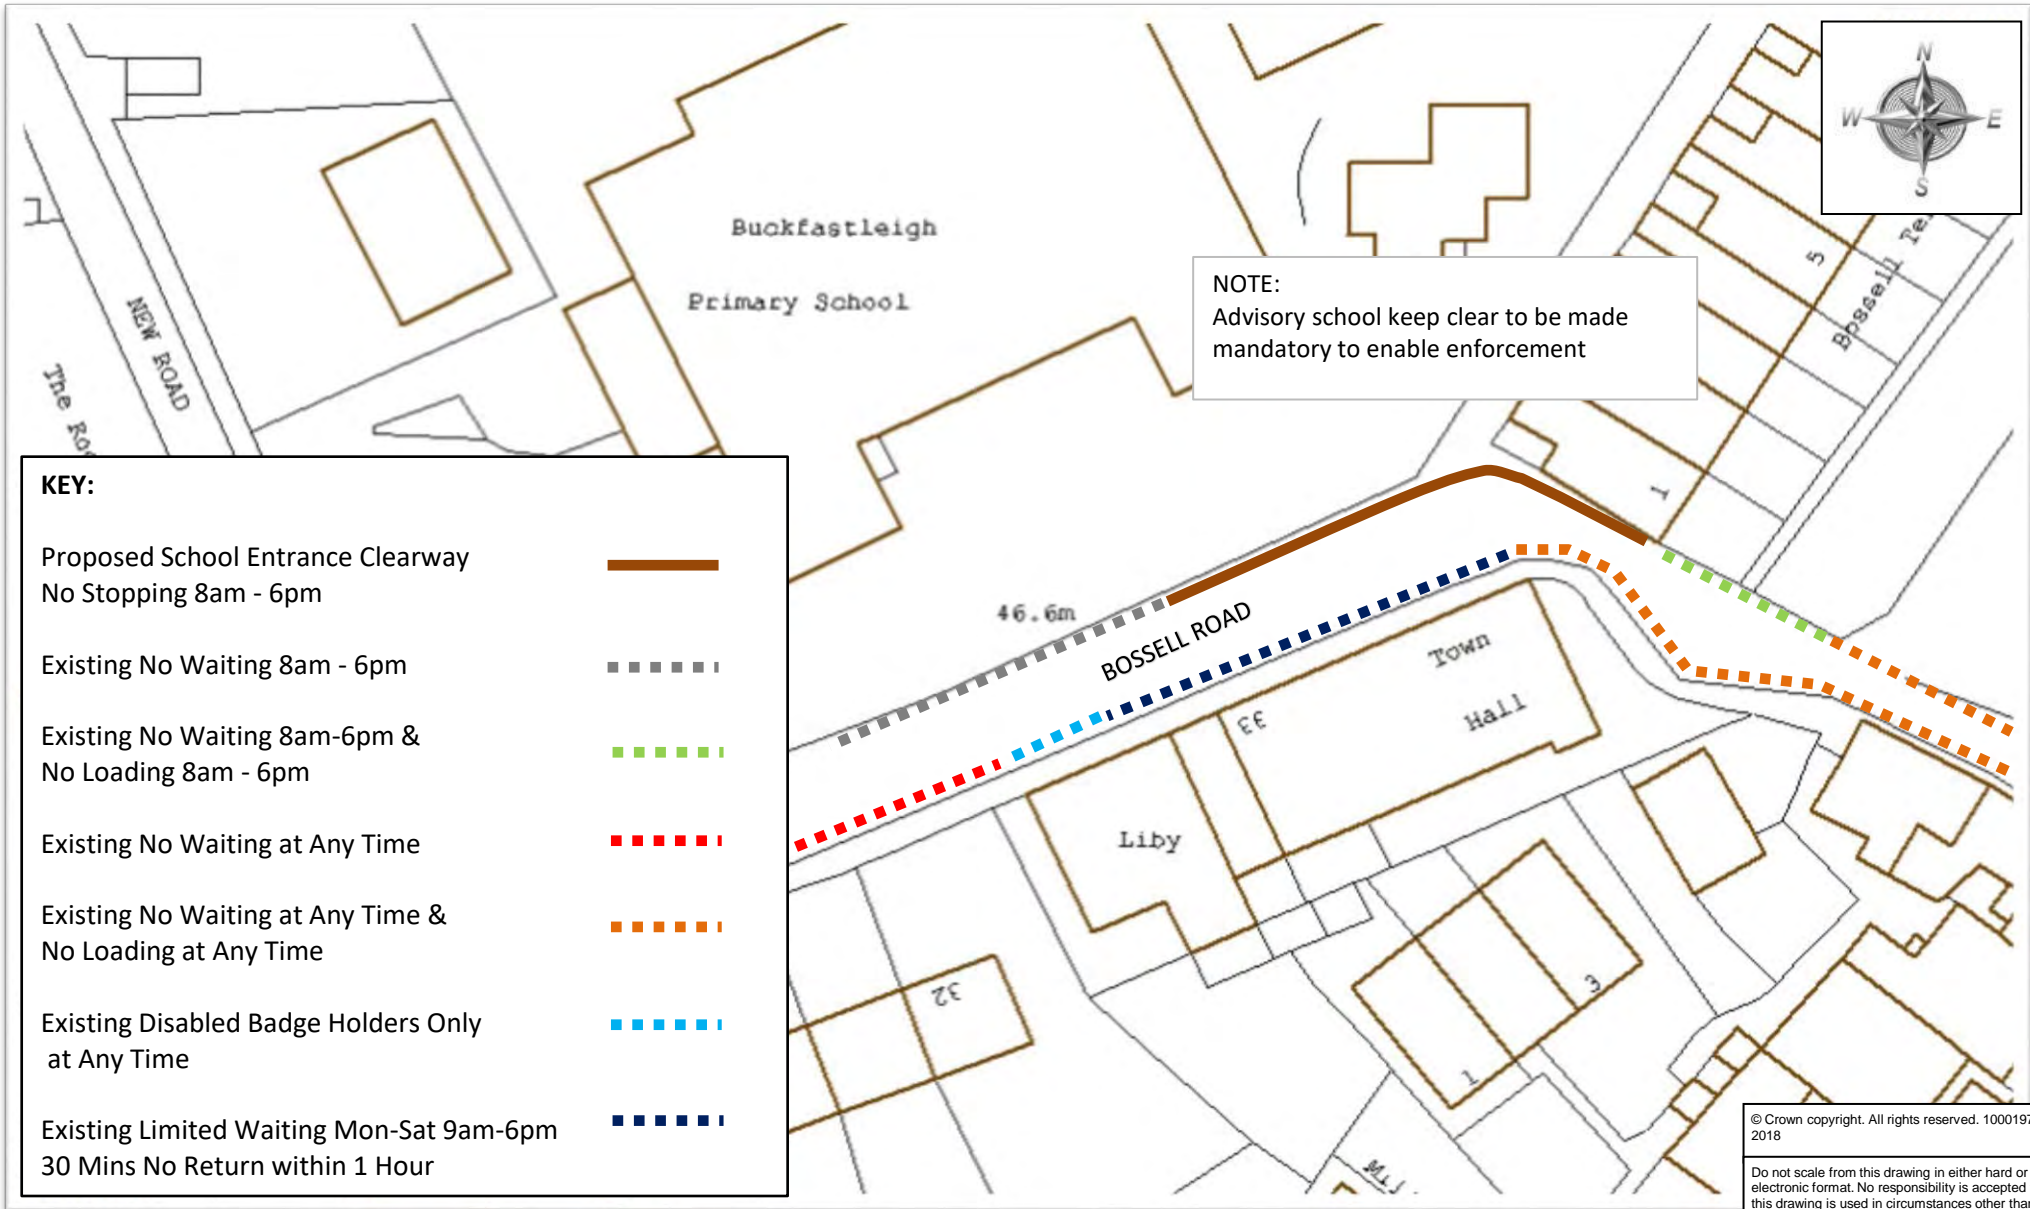 N
W
E
S
Buckfastleigh
Primary School
NEW ROAD
NOTE:
Advisory school keep clear to be made
mandatory to enable enforcement
5
Bossell
1
KEY:
Proposed School Entrance Clearway
No Stopping 8am - 6pm
Existing No Waiting 8am - 6pm
Existing No Waiting 8am-6pm &
No Loading 8am - 6pm
Existing No Waiting at Any Time
Existing No Waiting at Any Time &
No Loading at Any Time
Existing Disabled Badge Holders Only
at Any Time
Existing Limited Waiting Mon-Sat 9am-6pm
30 Mins No Return within 1 Hour
The
46.6m
BOSSELL ROAD
Town
Hall
33
Liby
32
3
1
© Crown copyright. All rights reserved. 1000197
2018
Do not scale from this drawing in either hard or
electronic format. No responsibility is accepted
this drawing is used in circumstances other than